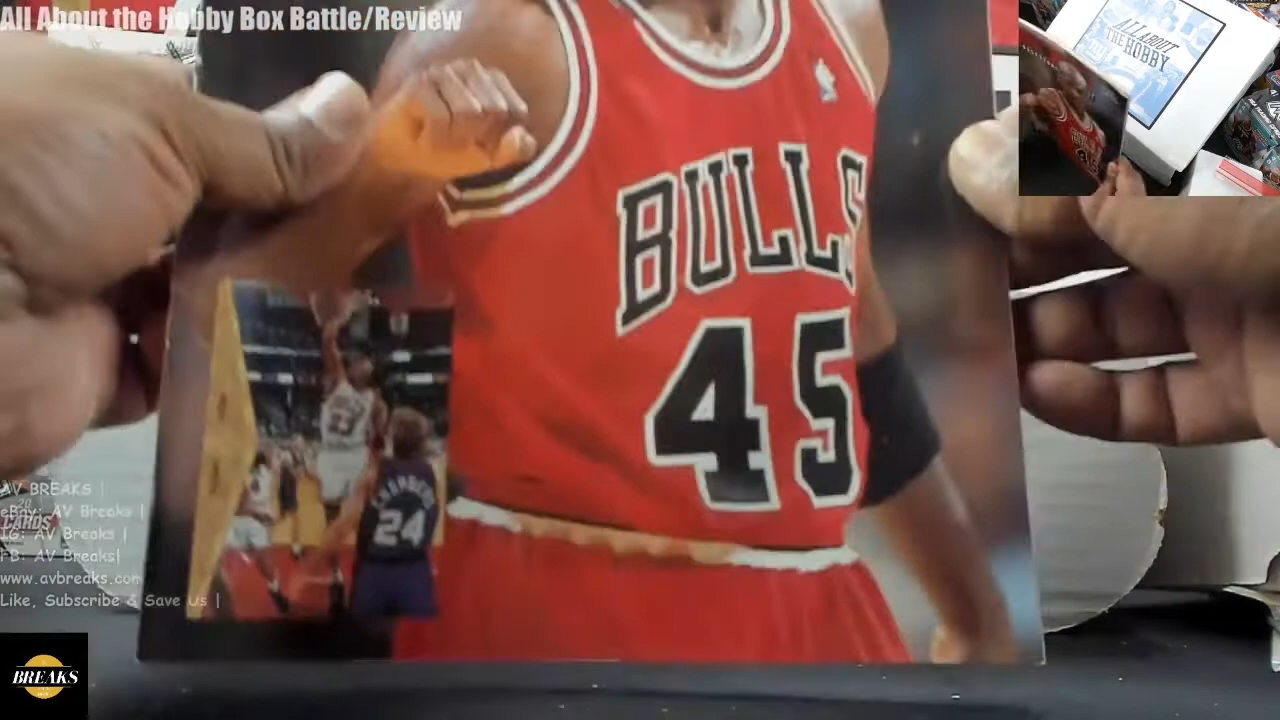 All About the Hobby Box Battle/Review
ALL ABOUT
THE HOBBY
BULLS
45
23
24
AV BREAKS |
eBay: AV Breaks |
CARDS
IG: AV Breaks |
FB: AV Breaks|
www.avbreaks.com
Like, Subscribe & Save Us |
BREAKS